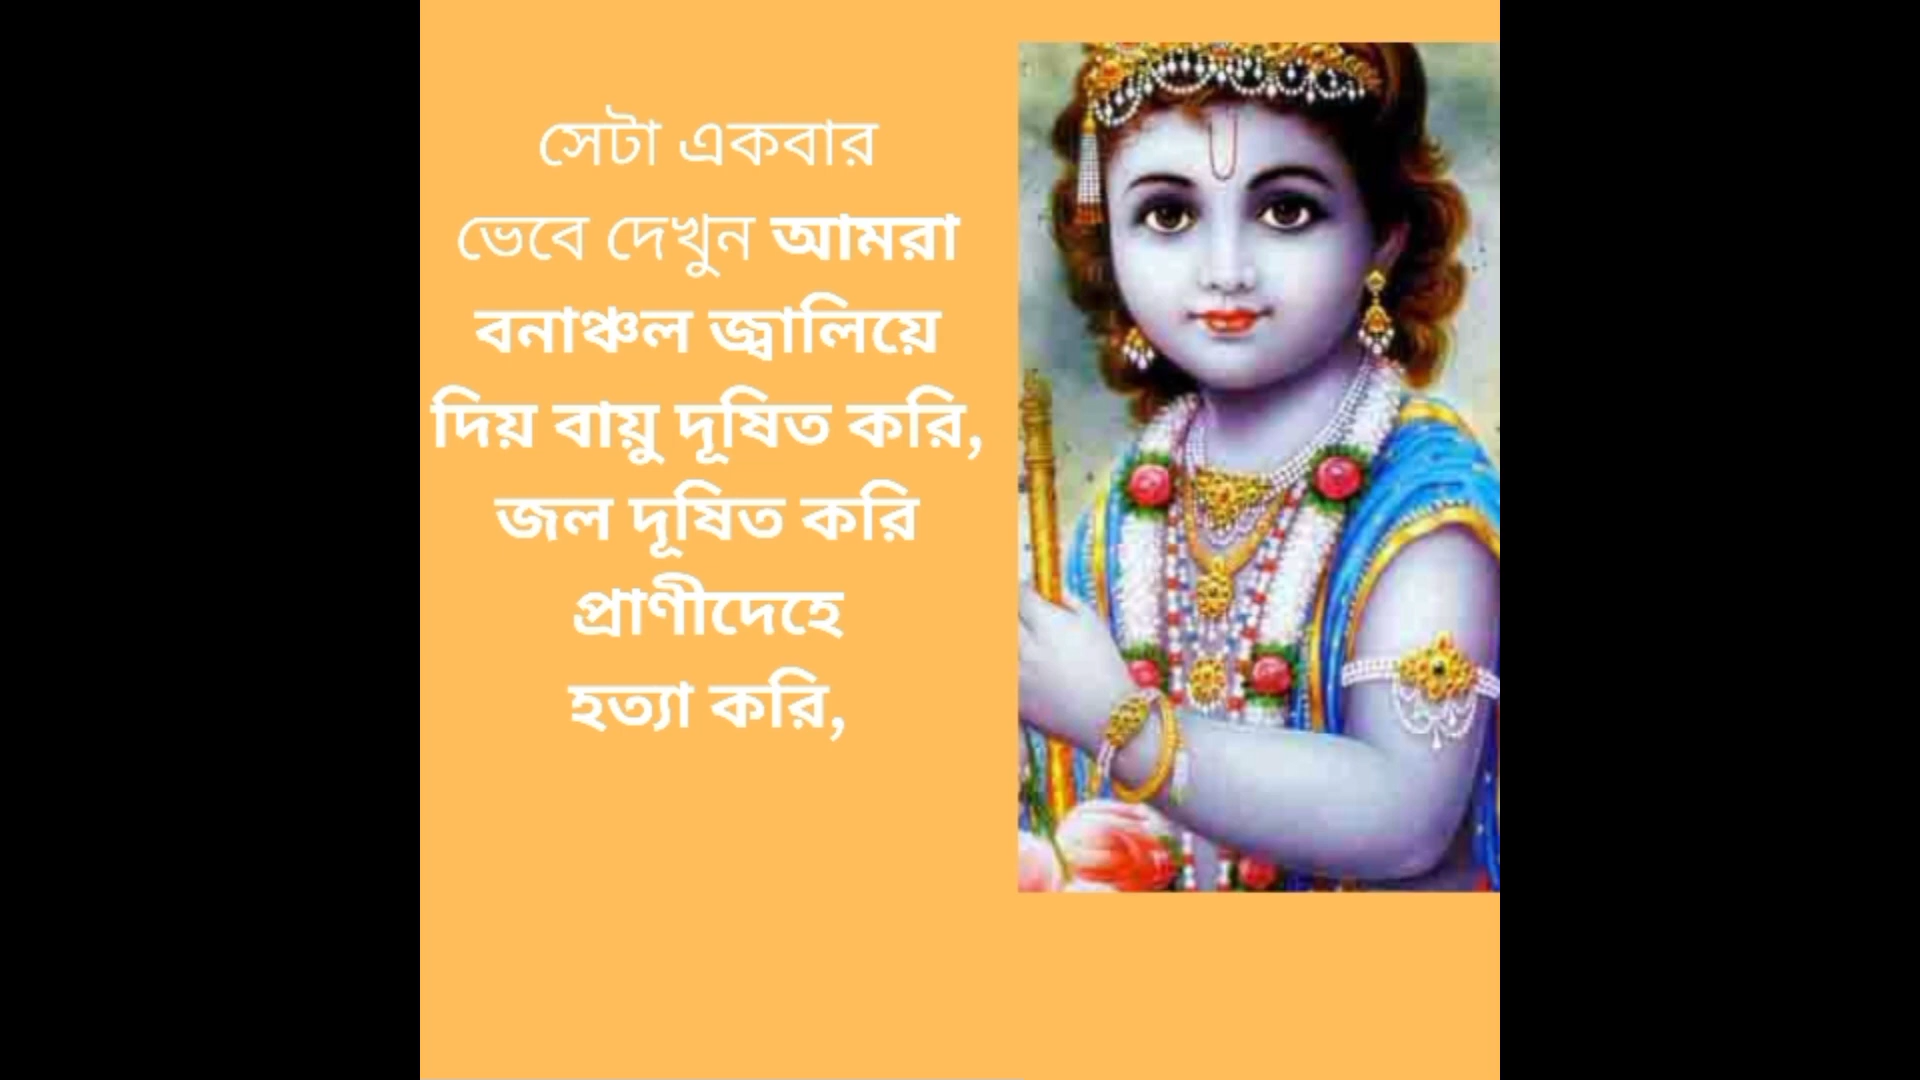 সেটা একবার
ভেবে দেখুন আমরা
বনাঞ্চল জ্বালিয়ে
দিয় বায়ু দূষিত করি,
জল দূষিত করি
প্রাণীদেহে
হত্যা করি,